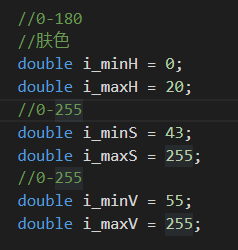 //0-180
//肤色
double i_minH = 0;
double i_maxH = 20;
//0-255
double i_minS = 43;
double i_maxS = 255;
//0-255
double i_minV = 55;
double i_maxV = 255;